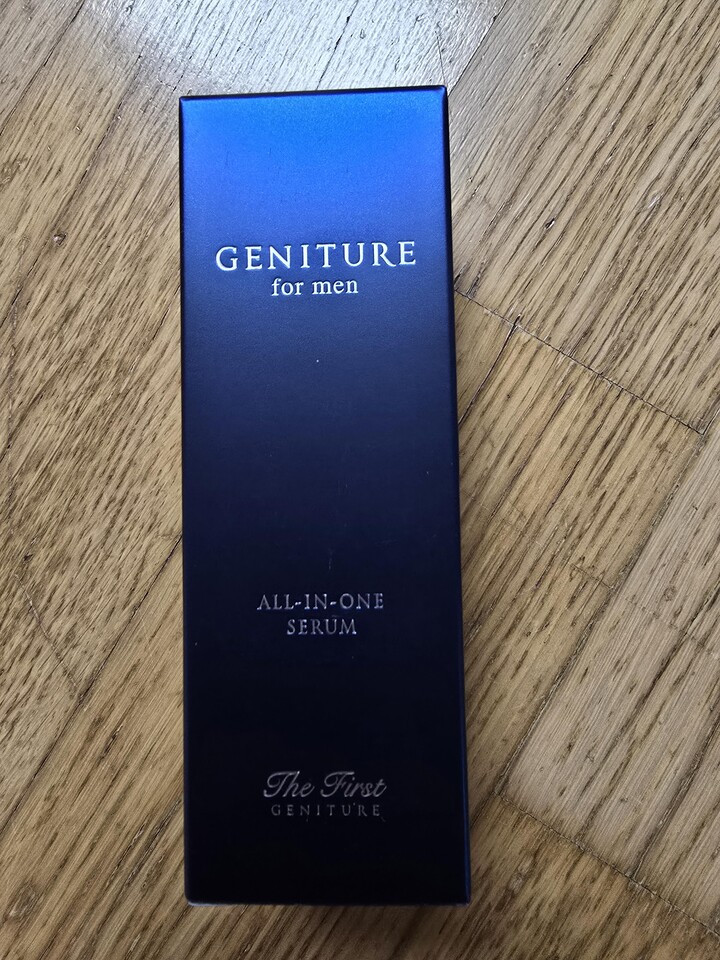 GENITURE
for men
ALL-IN-ONE
SERUM
The First
GENITURE